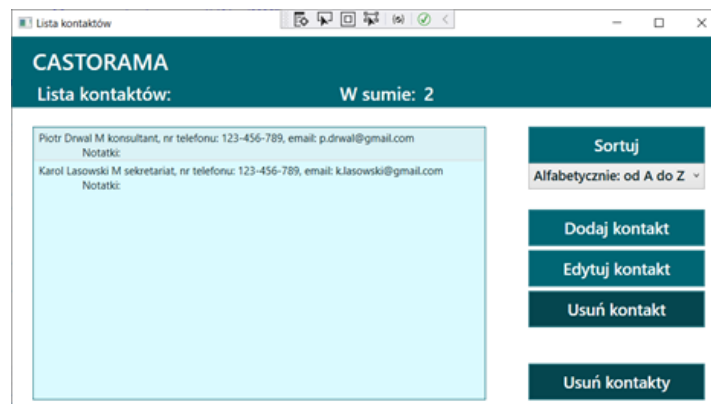 Lista kontaktów
CASTORAMA
Lista kontaktów: W sumie: 2
Piotr Drwal M konsultant, nr telefonu: 123-456-789, email: p.drwal@gmail.com
Notatki:
Karol Lasowski M sekretariat, nr telefonu: 123-456-789, email: k.lasowski@gmail.com
Notatki:
Sortuj
Alfabetycznie: od A do Z
Dodaj kontakt
Edytuj kontakt
Usuń kontakt
Usuń kontakty